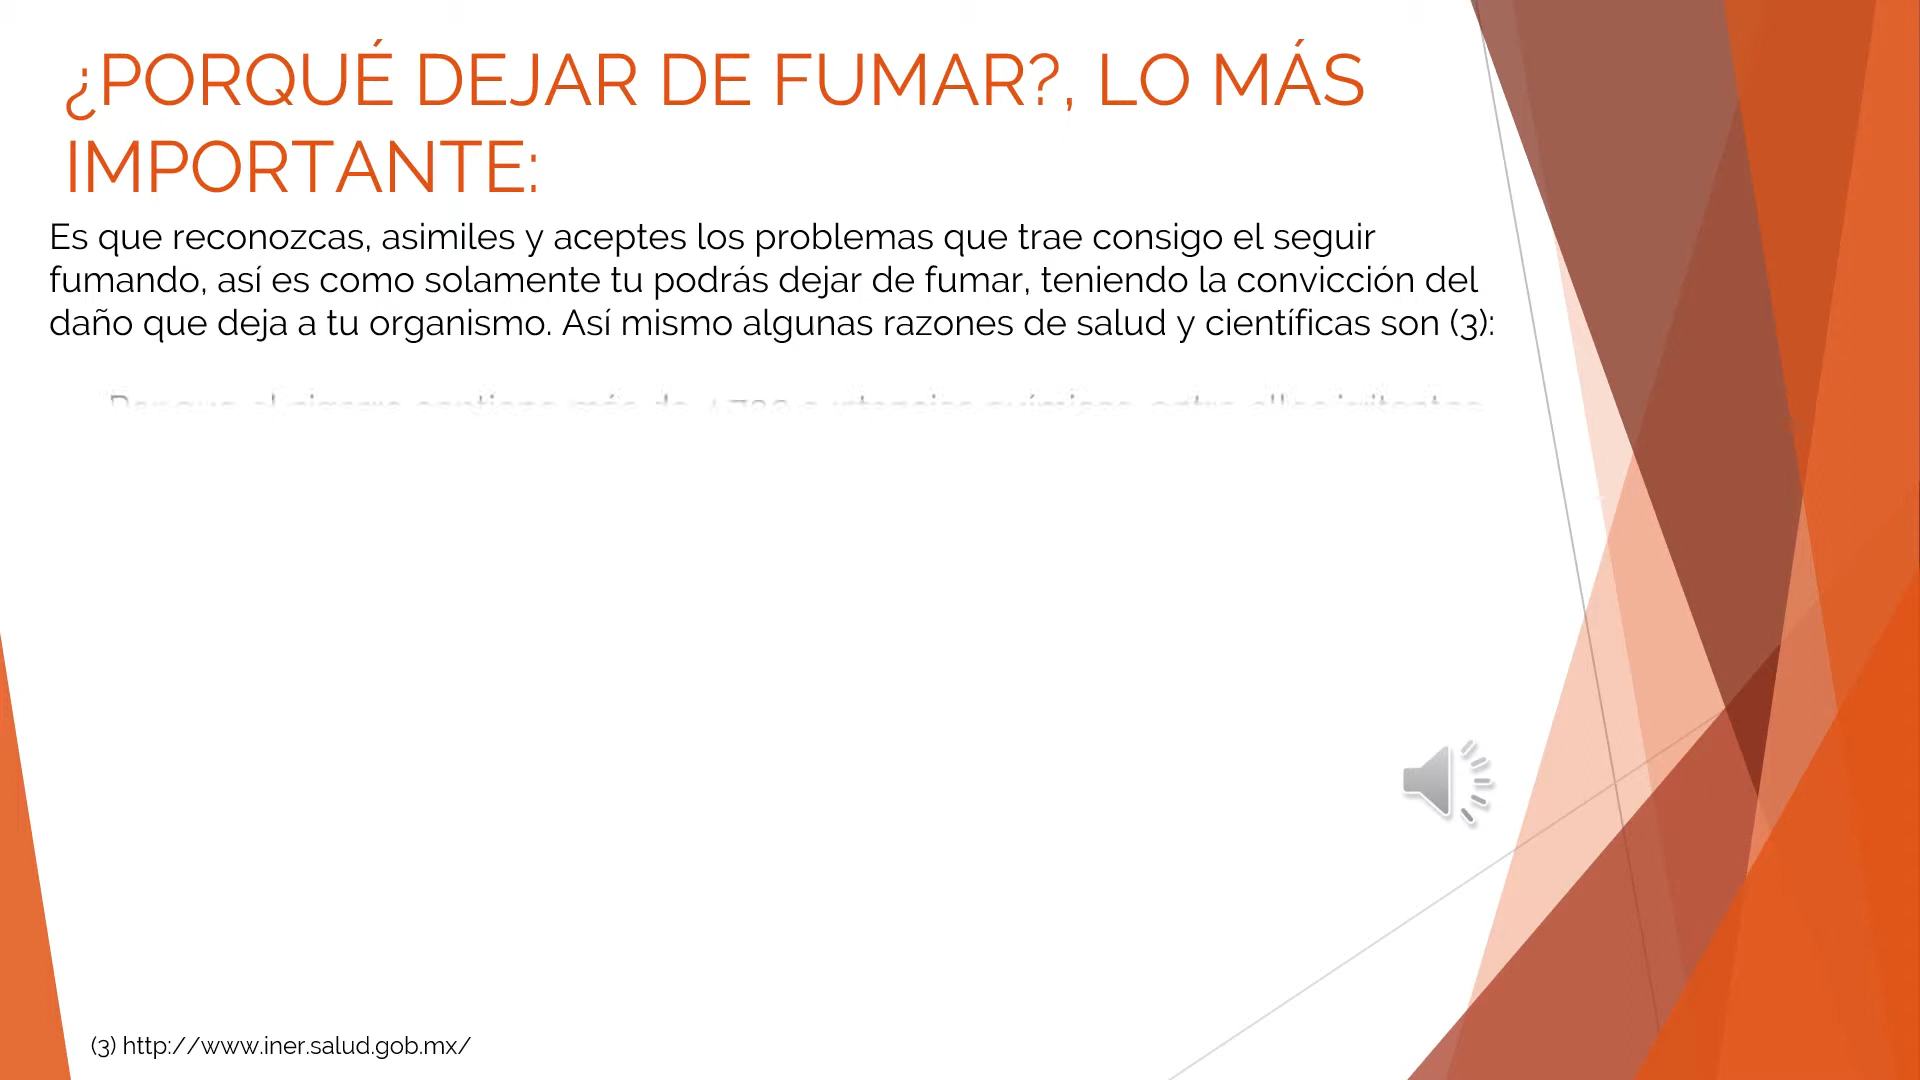 ¿PORQUÉ DEJAR DE FUMAR?, LO MÁS
IMPORTANTE:
Es que reconozcas, asimiles y aceptes los problemas que trae consigo el seguir
fumando, así es como solamente tu podrás dejar de fumar, teniendo la convicción del
daño que deja a tu organismo. Así mismo algunas razones de salud y científicas son (3):
(3) http://www.iner.salud.gob.mx/